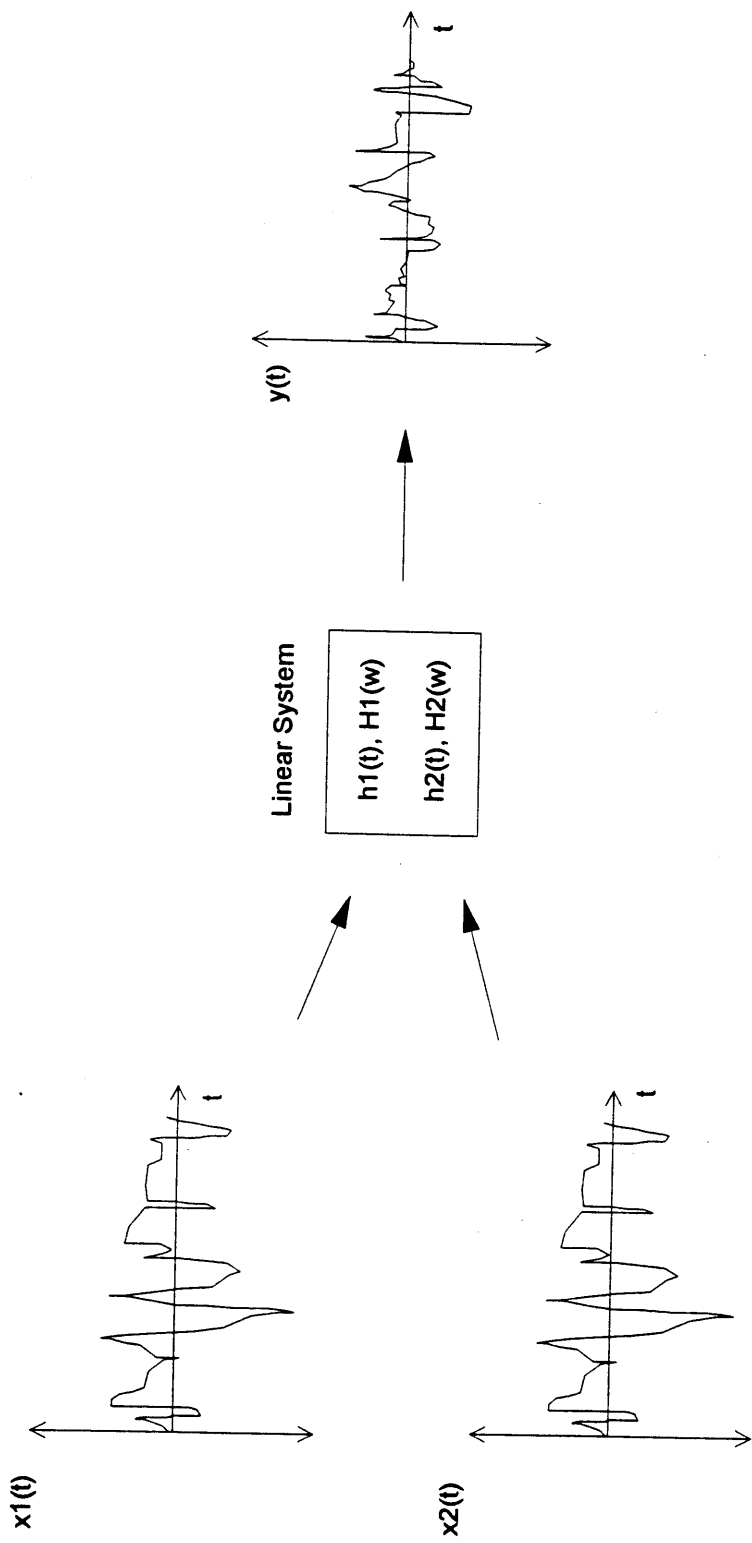 x1(t)
t
x2(t)
t
Linear System
h1(t), H1(w)
h2(t), H2(w)
y(t)
t